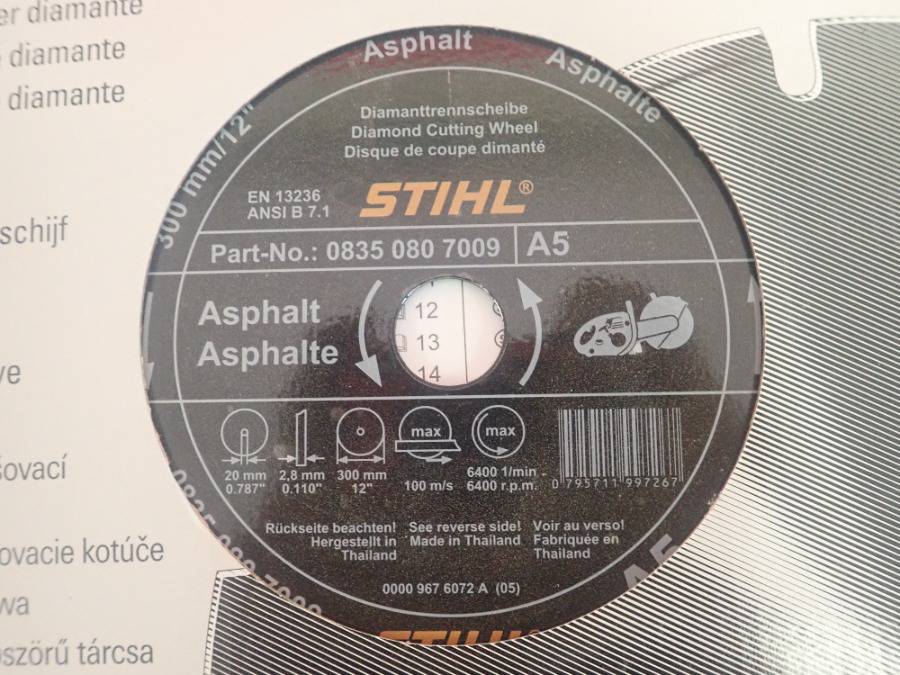 er diamante
diamante
diamante
schijf
ve
šovací
ovacie kotúče
wa
szörű tárcsa
Asphalt
Asphalte
300 mm/12"
Diamanttrennscheibe
Diamond Cutting Wheel
Disque de coupe dimanté
EN 13236
ANSI B 7.1
STIHL®
Part-No.: 0835 080 7009
A5
Asphalt
Asphalte
12
13
14
max
max
20 mm
0.787"
2,8 mm
0.110"
300 mm
12"
100 m/s
6400 1/min
6400 r.p.m.
0 795711 997267
Rückseite beachten!
Hergestellt in
Thailand
See reverse side!
Made in Thailand
Voir au verso!
Fabriquée en
Thailand
0000 967 6072 A (05)
0835 080 7009
STIHL
A5